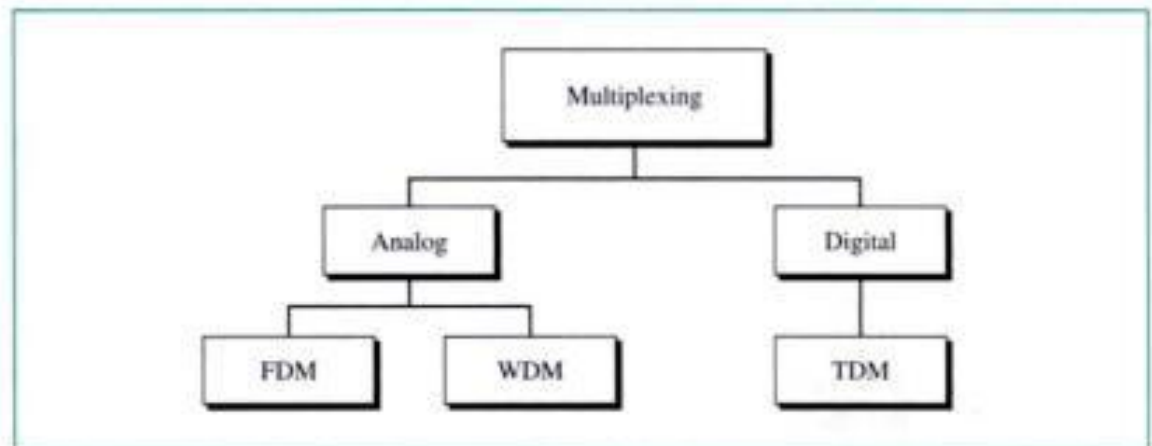 Multiplexing
Analog
Digital
FDM
WDM
TDM